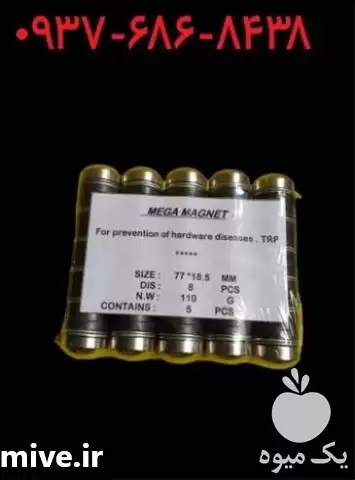 ۰۹۳۷-۶۸۶-۸۴۳۸
MEGA MAGNET
For prevention of hardware diseases . TRP
*****
SIZE : 77 *18.5 MM
DIS : 8 PCS
N.W : 119 G
CONTAINS : 5 PCS
یک میوه
mive.ir